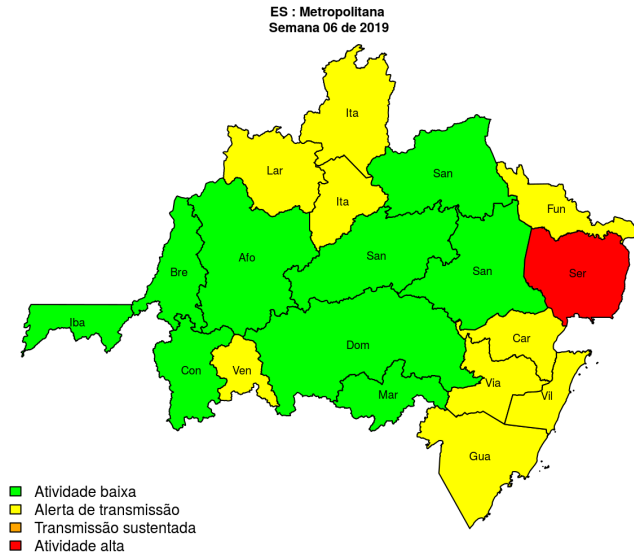 ES : Metropolitana
Semana 06 de 2019
Ita
Lar
San
Ita
Fun
Afo
San
San
Bre
Ser
Iba
Car
Dom
Con
Ven
Via
Mar
Vil
Gua
Atividade baixa
Alerta de transmissão
Transmissão sustentada
Atividade alta